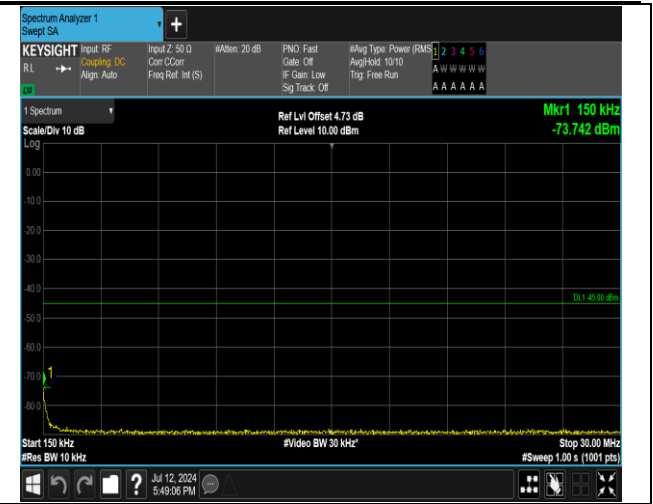 Spectrum Analyzer 1
Swept SA
+
KEYSIGHT
RL
Input: RF
Coupling: DC
Align: Auto
Input Z: 50 Ω
Corr CCorr
Freq Ref: Int (S)
#Atten: 20 dB
PNO: Fast
Gate: Off
IF Gain: Low
Sig Track: Off
#Avg Type: Power (RMS
Avg|Hold: 10/10
Trig: Free Run
1 2 3 4 5 6
A W W W W W
A A A A A A
1 Spectrum
Scale/Div 10 dB
Log
Ref Lvl Offset 4.73 dB
Ref Level 10.00 dBm
Mkr1 150 kHz
-73.742 dBm
0.00
-10.0
-20.0
-30.0
-40.0
DL1 -45.00 dBm
-50.0
-60.0
-70.0
1
-80.0
Start 150 kHz
#Res BW 10 kHz
#Video BW 30 kHz*
Stop 30.00 MHz
#Sweep 1.00 s (1001 pts)
?
Jul 12, 2024
5:49:06 PM